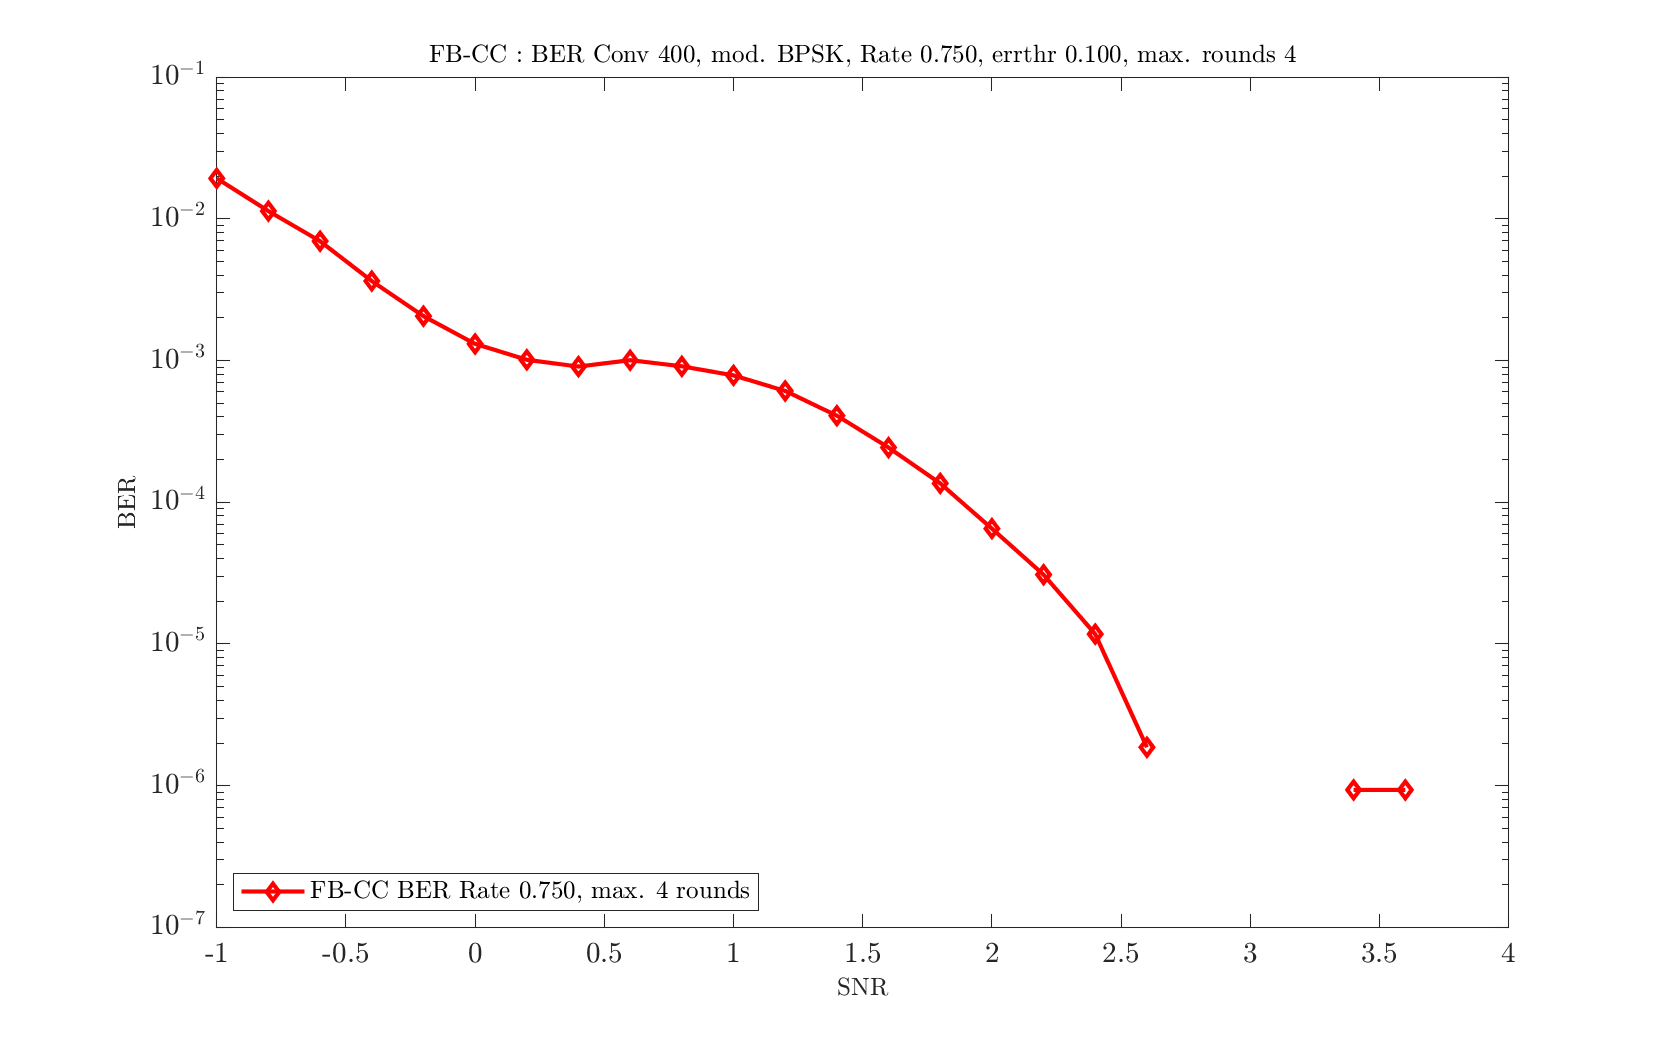 FB-CC : BER Conv 400, mod. BPSK, Rate 0.750, errthr 0.100, max. rounds 4
10⁻¹
10⁻²
10⁻³
10⁻⁴
10⁻⁵
10⁻⁶
10⁻⁷
BER
FB-CC BER Rate 0.750, max. 4 rounds
-1 -0.5 0 0.5 1 1.5 2 2.5 3 3.5 4
SNR